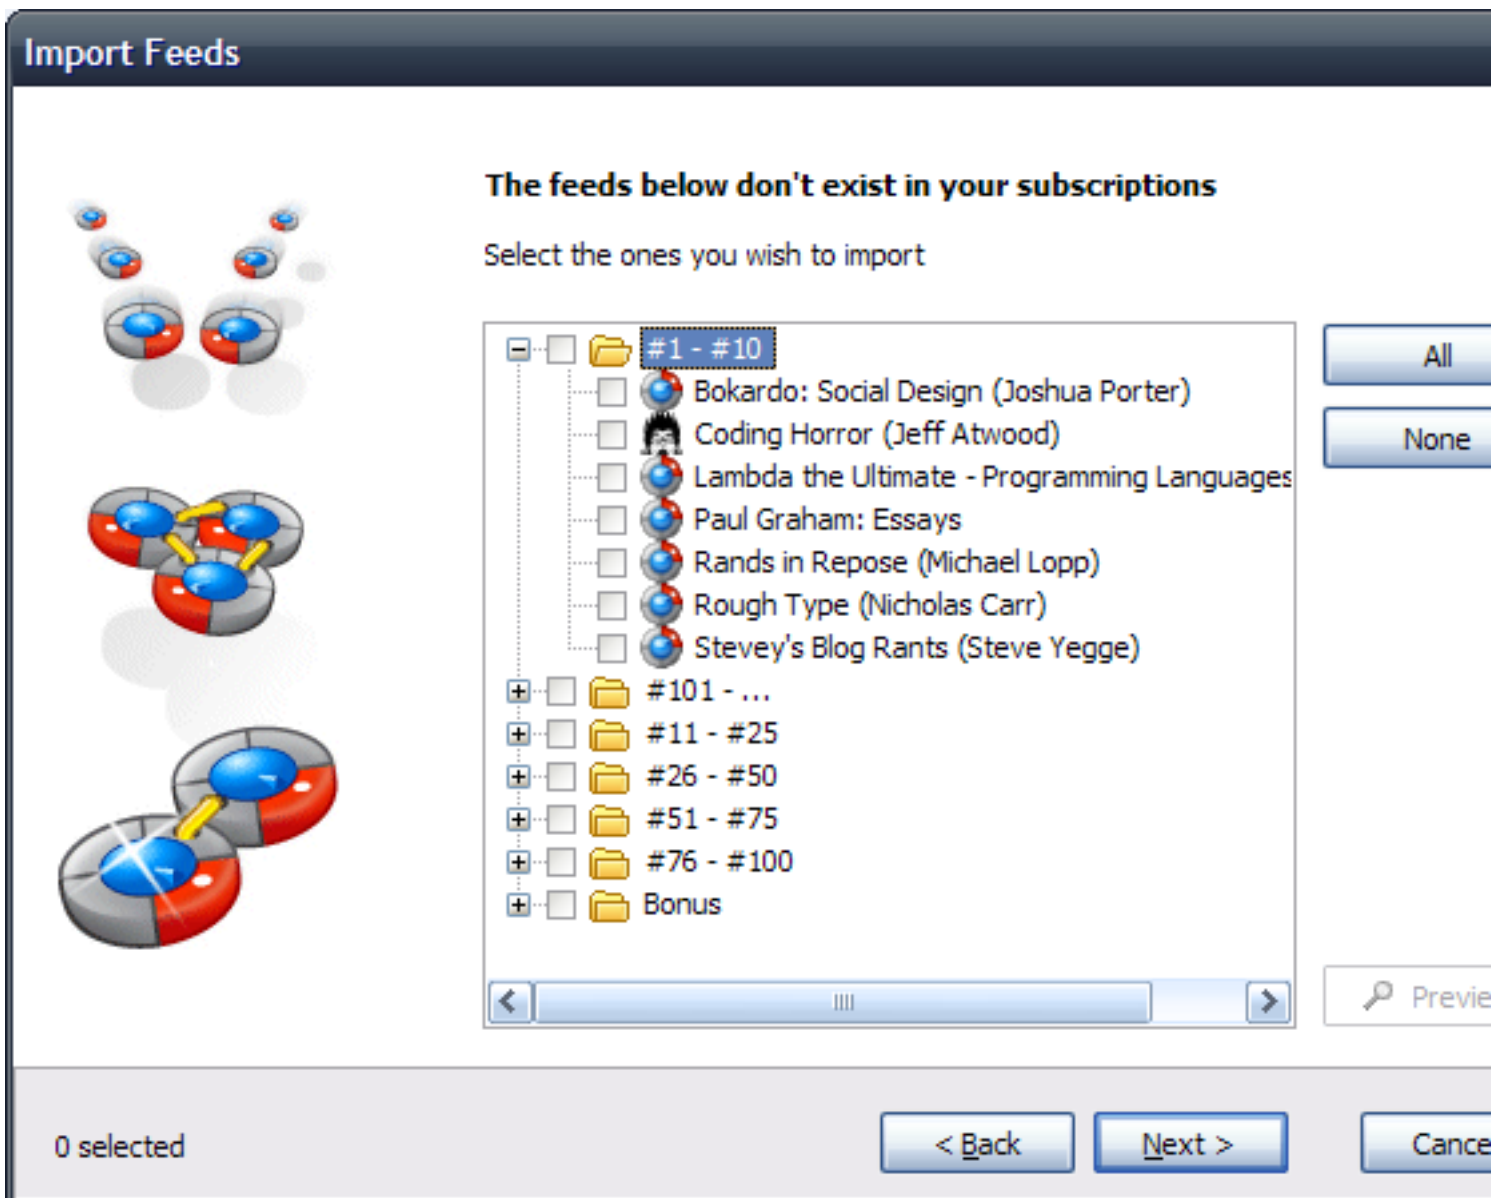 Import Feeds
The feeds below don't exist in your subscriptions
Select the ones you wish to import
#1 - #10
Bokardo: Social Design (Joshua Porter)
Coding Horror (Jeff Atwood)
Lambda the Ultimate - Programming Languages
Paul Graham: Essays
Rands in Repose (Michael Lopp)
Rough Type (Nicholas Carr)
Stevey's Blog Rants (Steve Yegge)
#101 - ...
#11 - #25
#26 - #50
#51 - #75
#76 - #100
Bonus
All
None
Previe
0 selected
< Back
Next >
Cance